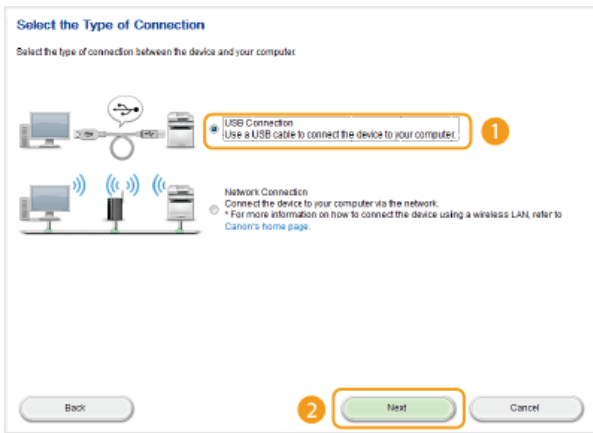 Select the Type of Connection
Select the type of connection between the device and your computer.
USB Connection
Use a USB cable to connect the device to your computer.
1
Network Connection
Connect the device to your computer via the network.
* For more information on how to connect the device using a wireless LAN, refer to
Canon's home page.
Back
2
Next
Cancel